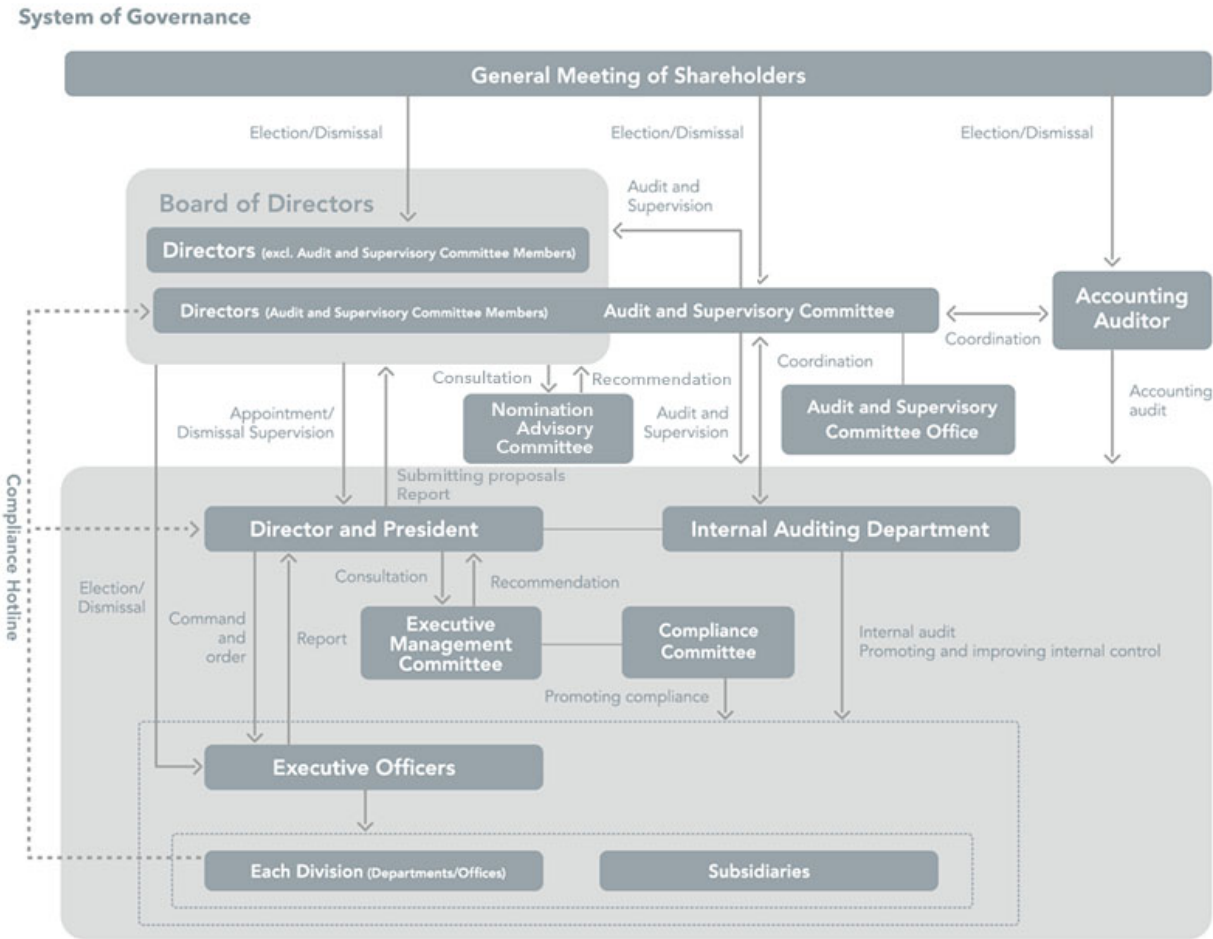 System of Governance
General Meeting of Shareholders
Election/Dismissal
Election/Dismissal
Election/Dismissal
Board of Directors
Audit and
Supervision
Directors (excl. Audit and Supervisory Committee Members)
Directors (Audit and Supervisory Committee Members)
Audit and Supervisory Committee
Accounting
Auditor
Coordination
Coordination
Consultation
Recommendation
Appointment/
Dismissal Supervision
Nomination
Advisory
Committee
Audit and
Supervision
Audit and Supervisory
Committee Office
Accounting
audit
Submitting proposals
Report
Compliance Hotline
Director and President
Internal Auditing Department
Election/
Dismissal
Consultation
Recommendation
Command
and
order
Report
Executive
Management
Committee
Compliance
Committee
Internal audit
Promoting and improving internal control
Promoting compliance
Executive Officers
Each Division (Departments/Offices)
Subsidiaries